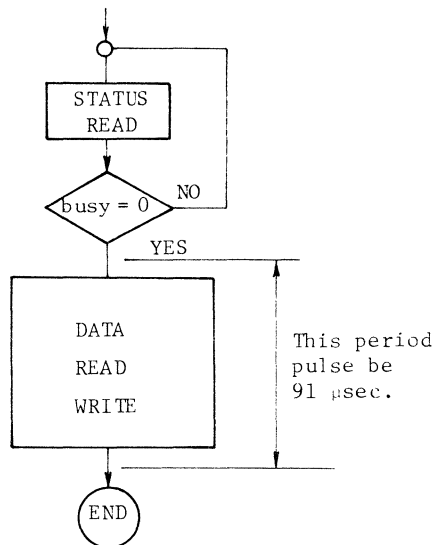 STATUS
READ
busy = 0
NO
YES
DATA
READ
WRITE
This period
pulse be
91 μsec.
END